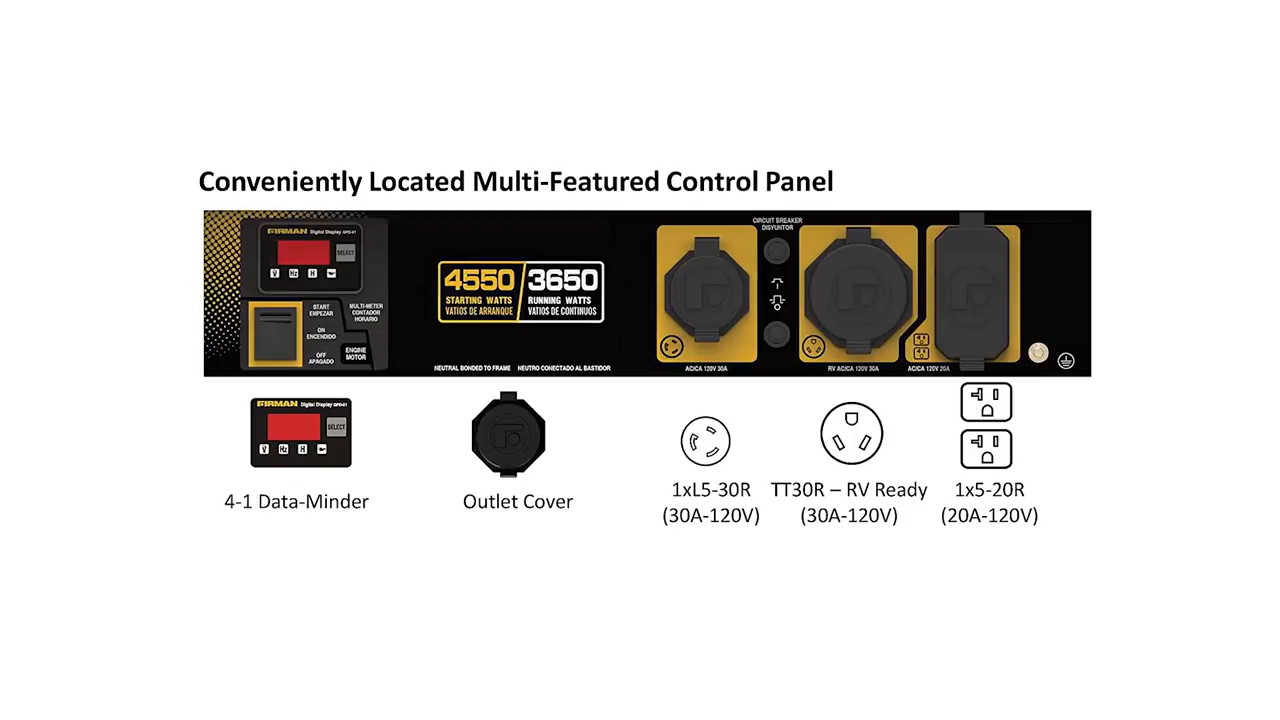 Conveniently Located Multi-Featured Control Panel
FIRMAN Digital Display GPD-01
SELECT
V Hz H
START
EMPEZAR
ON
ENCENDIDO
OFF
APAGADO
MULTI-METER
CONTADOR
HORARIO
ENGINE
MOTOR
4550 / 3650
STARTING WATTS RUNNING WATTS
VATIOS DE ARRANQUE VATIOS DE CONTINUOS
NEUTRAL BONDED TO FRAME NEUTRO CONECTADO AL BASTIDOR
CIRCUIT BREAKER
DISYUNTOR
AC/CA 120V 30A
RV AC/CA 120V 30A
AC/CA 120V 20A
FIRMAN Digital Display GPD-01
SELECT
V Hz H
4-1 Data-Minder
Outlet Cover
1xL5-30R
(30A-120V)
TT30R – RV Ready
(30A-120V)
1x5-20R
(20A-120V)